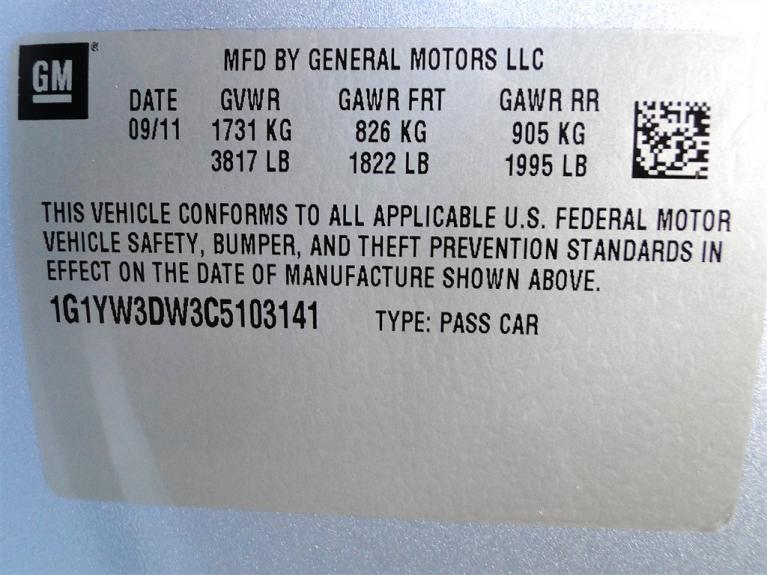 GM®
MFD BY GENERAL MOTORS LLC
DATE GVWR GAWR FRT GAWR RR
09/11 1731 KG 826 KG 905 KG
3817 LB 1822 LB 1995 LB
THIS VEHICLE CONFORMS TO ALL APPLICABLE U.S. FEDERAL MOTOR
VEHICLE SAFETY, BUMPER, AND THEFT PREVENTION STANDARDS IN
EFFECT ON THE DATE OF MANUFACTURE SHOWN ABOVE.
1G1YW3DW3C5103141 TYPE: PASS CAR